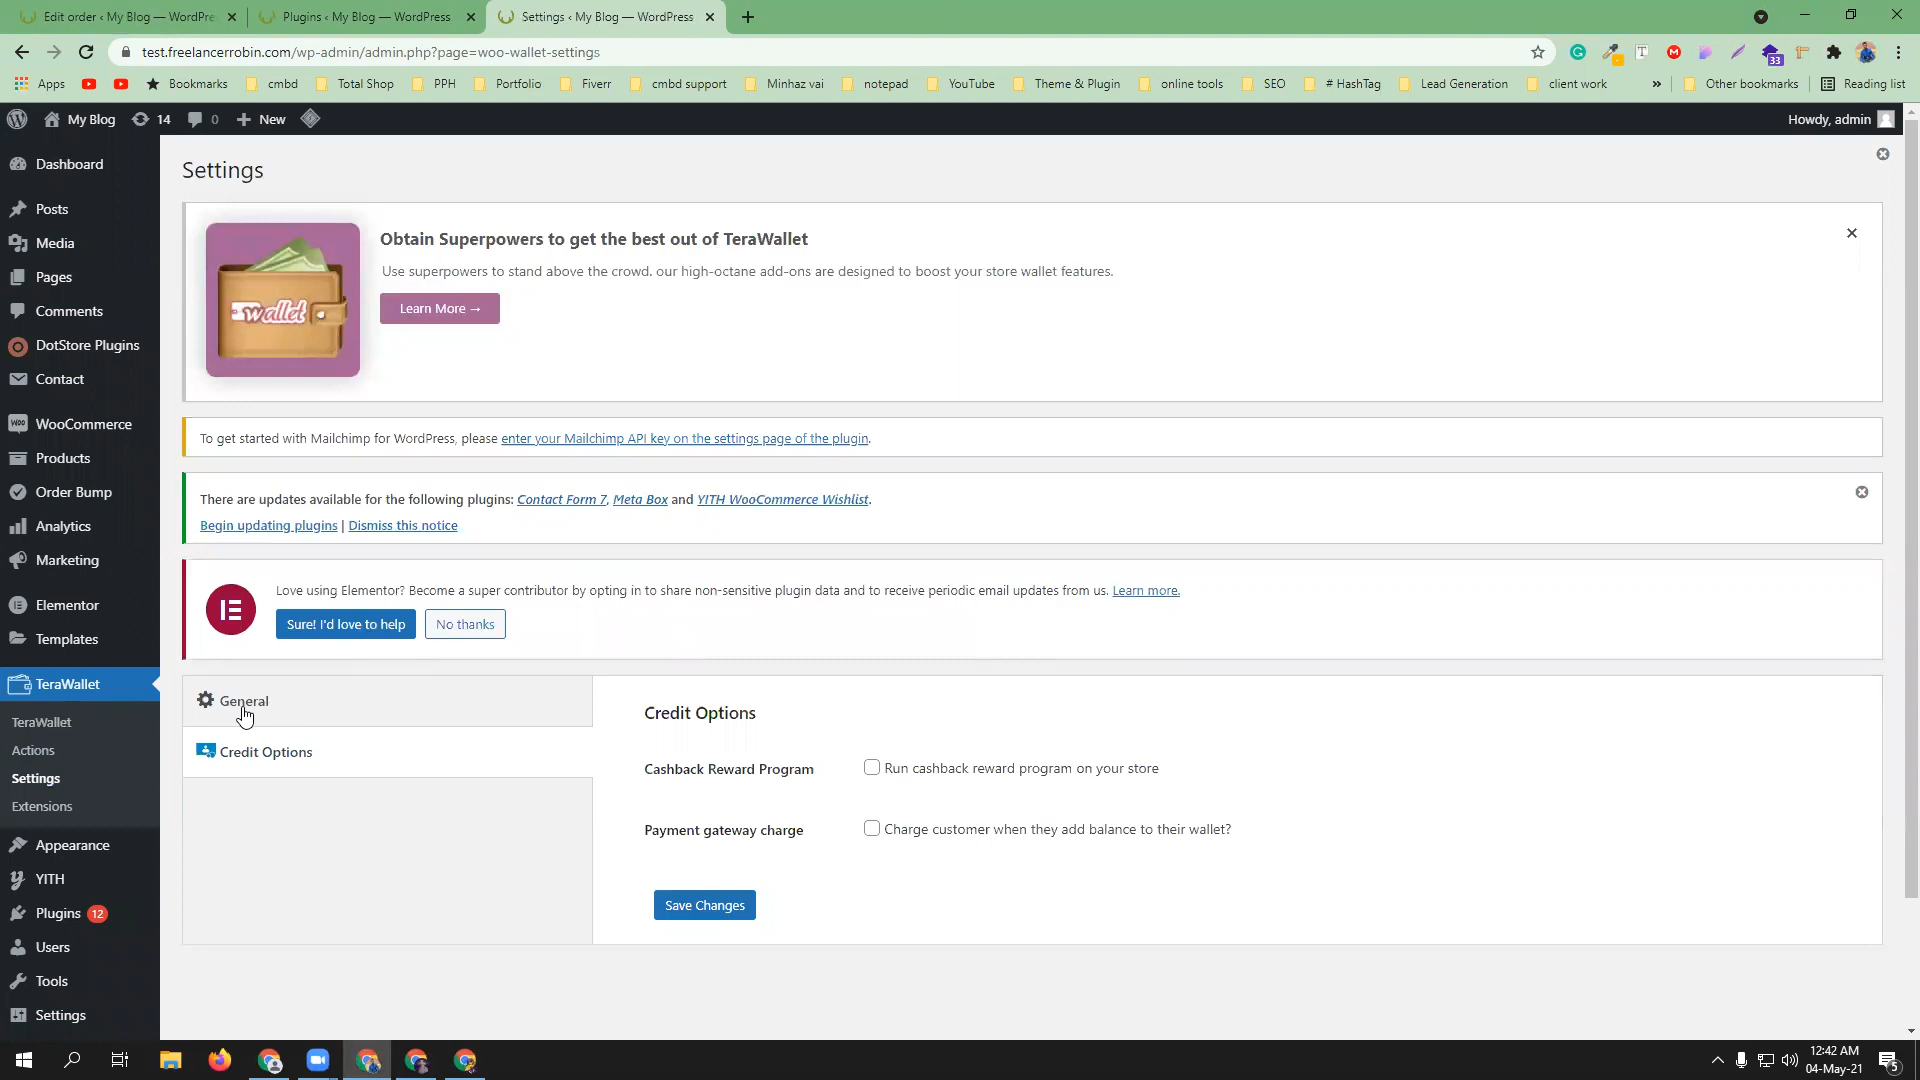 Edit order ‹ My Blog — WordPre
Plugins ‹ My Blog — WordPress
Settings ‹ My Blog — WordPress
test.freelancerrobin.com/wp-admin/admin.php?page=woo-wallet-settings
33
Apps
Bookmarks
cmbd
Total Shop
PPH
Portfolio
Fiverr
cmbd support
Minhaz vai
notepad
YouTube
Theme & Plugin
online tools
SEO
# HashTag
Lead Generation
client work
»
Other bookmarks
Reading list
My Blog
14
0
New
Howdy, admin
Dashboard
Posts
Media
Pages
Comments
DotStore Plugins
Contact
WooCommerce
Products
Order Bump
Analytics
Marketing
Elementor
Templates
TeraWallet
TeraWallet
Actions
Settings
Extensions
Appearance
YITH
Plugins 12
Users
Tools
Settings
Settings
wallet
Obtain Superpowers to get the best out of TeraWallet
Use superpowers to stand above the crowd. our high-octane add-ons are designed to boost your store wallet features.
Learn More →
To get started with Mailchimp for WordPress, please enter your Mailchimp API key on the settings page of the plugin.
There are updates available for the following plugins: Contact Form 7, Meta Box and YITH WooCommerce Wishlist.
Begin updating plugins | Dismiss this notice
Love using Elementor? Become a super contributor by opting in to share non-sensitive plugin data and to receive periodic email updates from us. Learn more.
Sure! I'd love to help
No thanks
General
Credit Options
Credit Options
Cashback Reward Program
Run cashback reward program on your store
Payment gateway charge
Charge customer when they add balance to their wallet?
Save Changes
12:42 AM
04-May-21
5